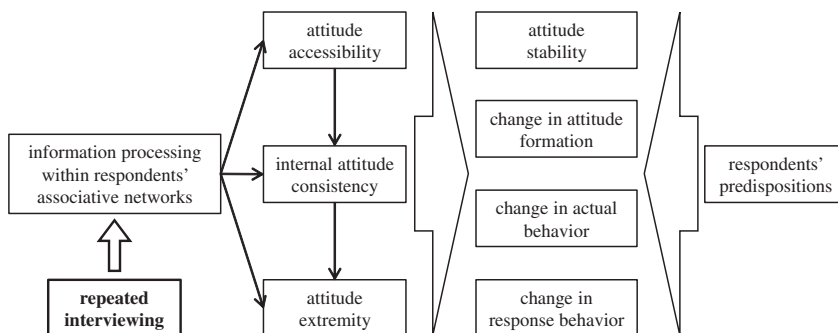 attitude
accessibility
attitude
stability
change in attitude
formation
information processing
within respondents’
associative networks
internal attitude
consistency
respondents’
predispositions
change in actual
behavior
repeated
interviewing
attitude
extremity
change in
response behavior